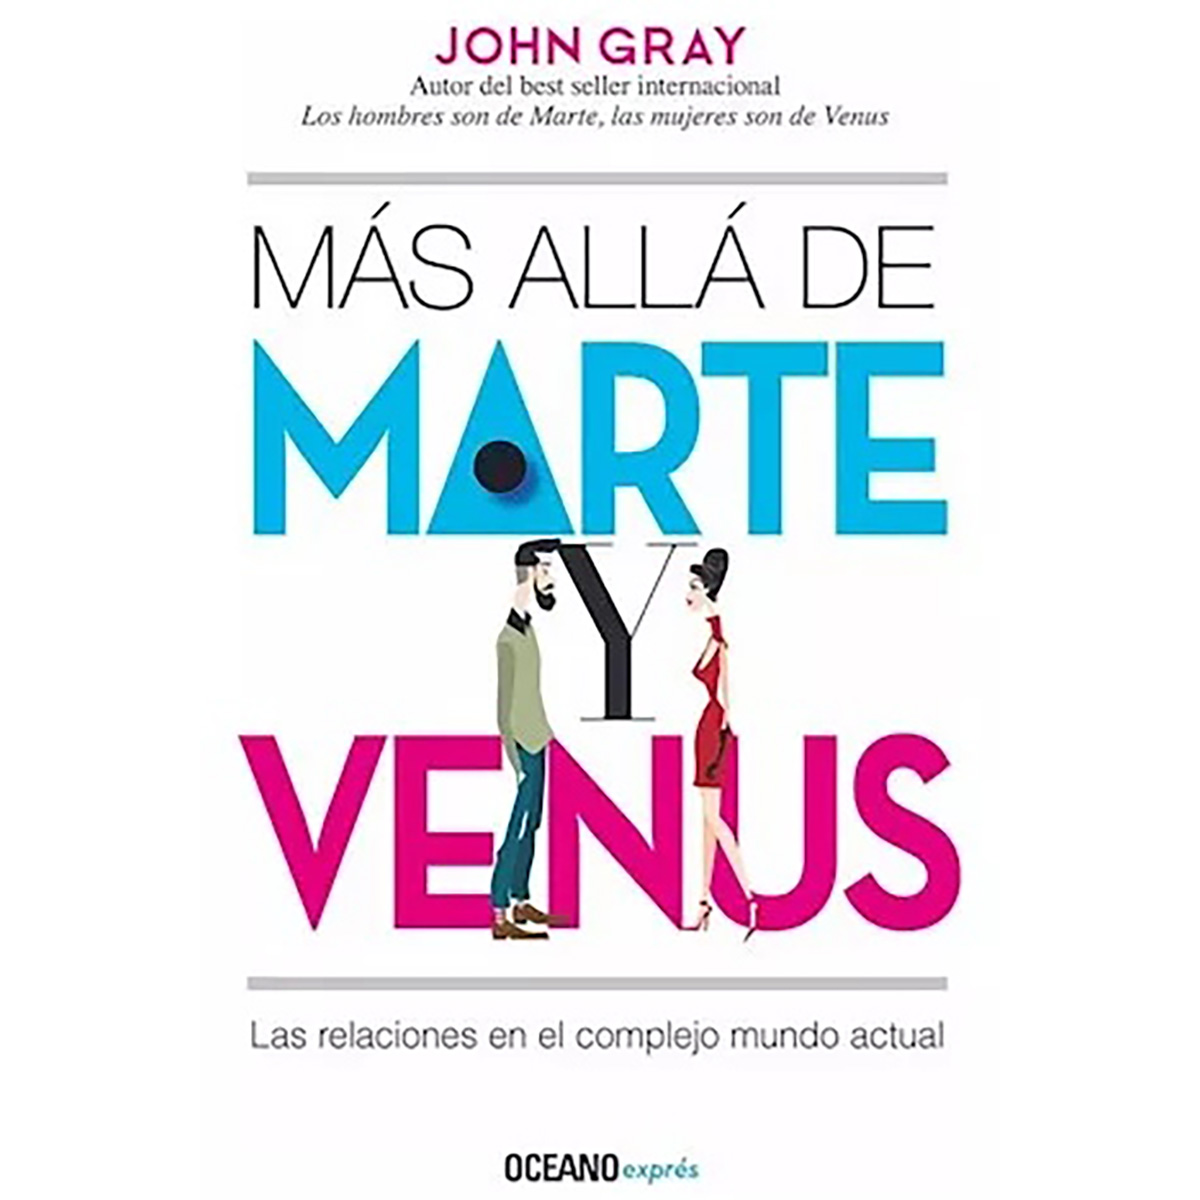 JOHN GRAY
Autor del best seller internacional
Los hombres son de Marte, las mujeres son de Venus
MÁS ALLÁ DE
MARTE
Y
VENUS
Las relaciones en el complejo mundo actual
OCEANO exprés